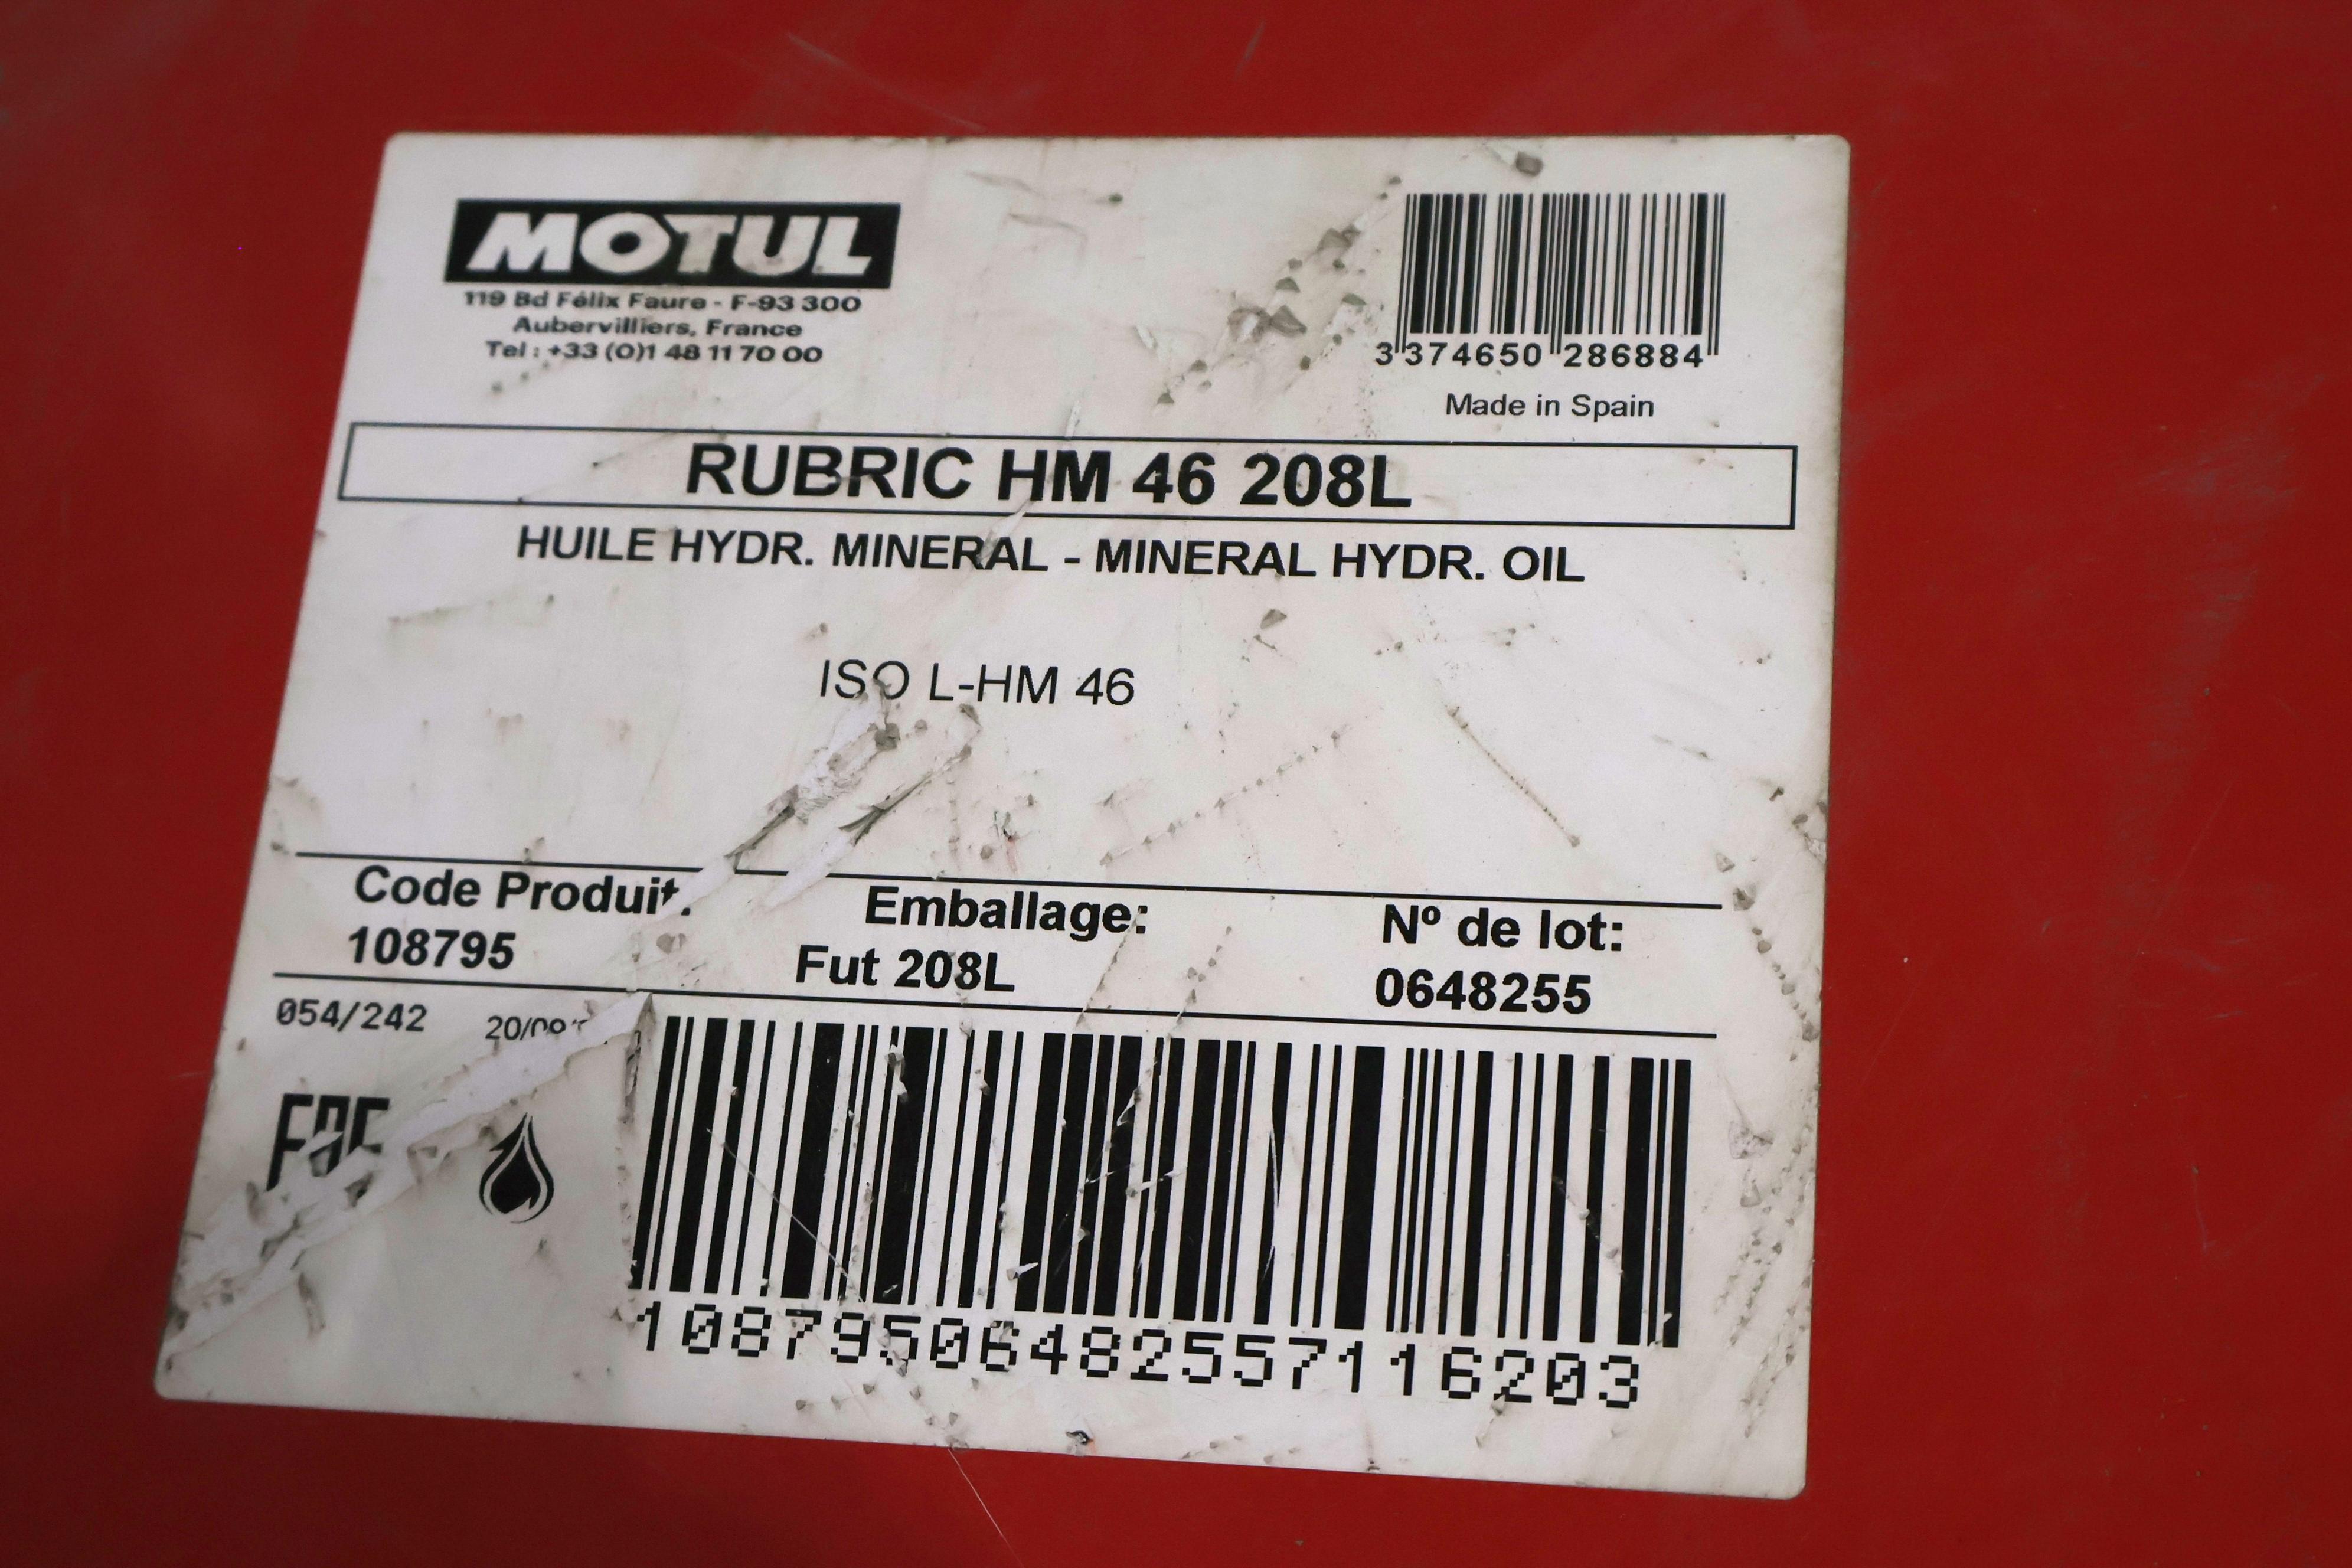 MOTUL
119 Bd Félix Faure - F-93 300
Aubervilliers, France
Tel : +33 (0)1 48 11 70 00
3 374650 286884
Made in Spain
RUBRIC HM 46 208L
HUILE HYDR. MINERAL - MINERAL HYDR. OIL
ISO L-HM 46
Code Produit:
108795
Emballage:
Fut 208L
Nº de lot:
0648255
054/242
EAC
10879506482557116203